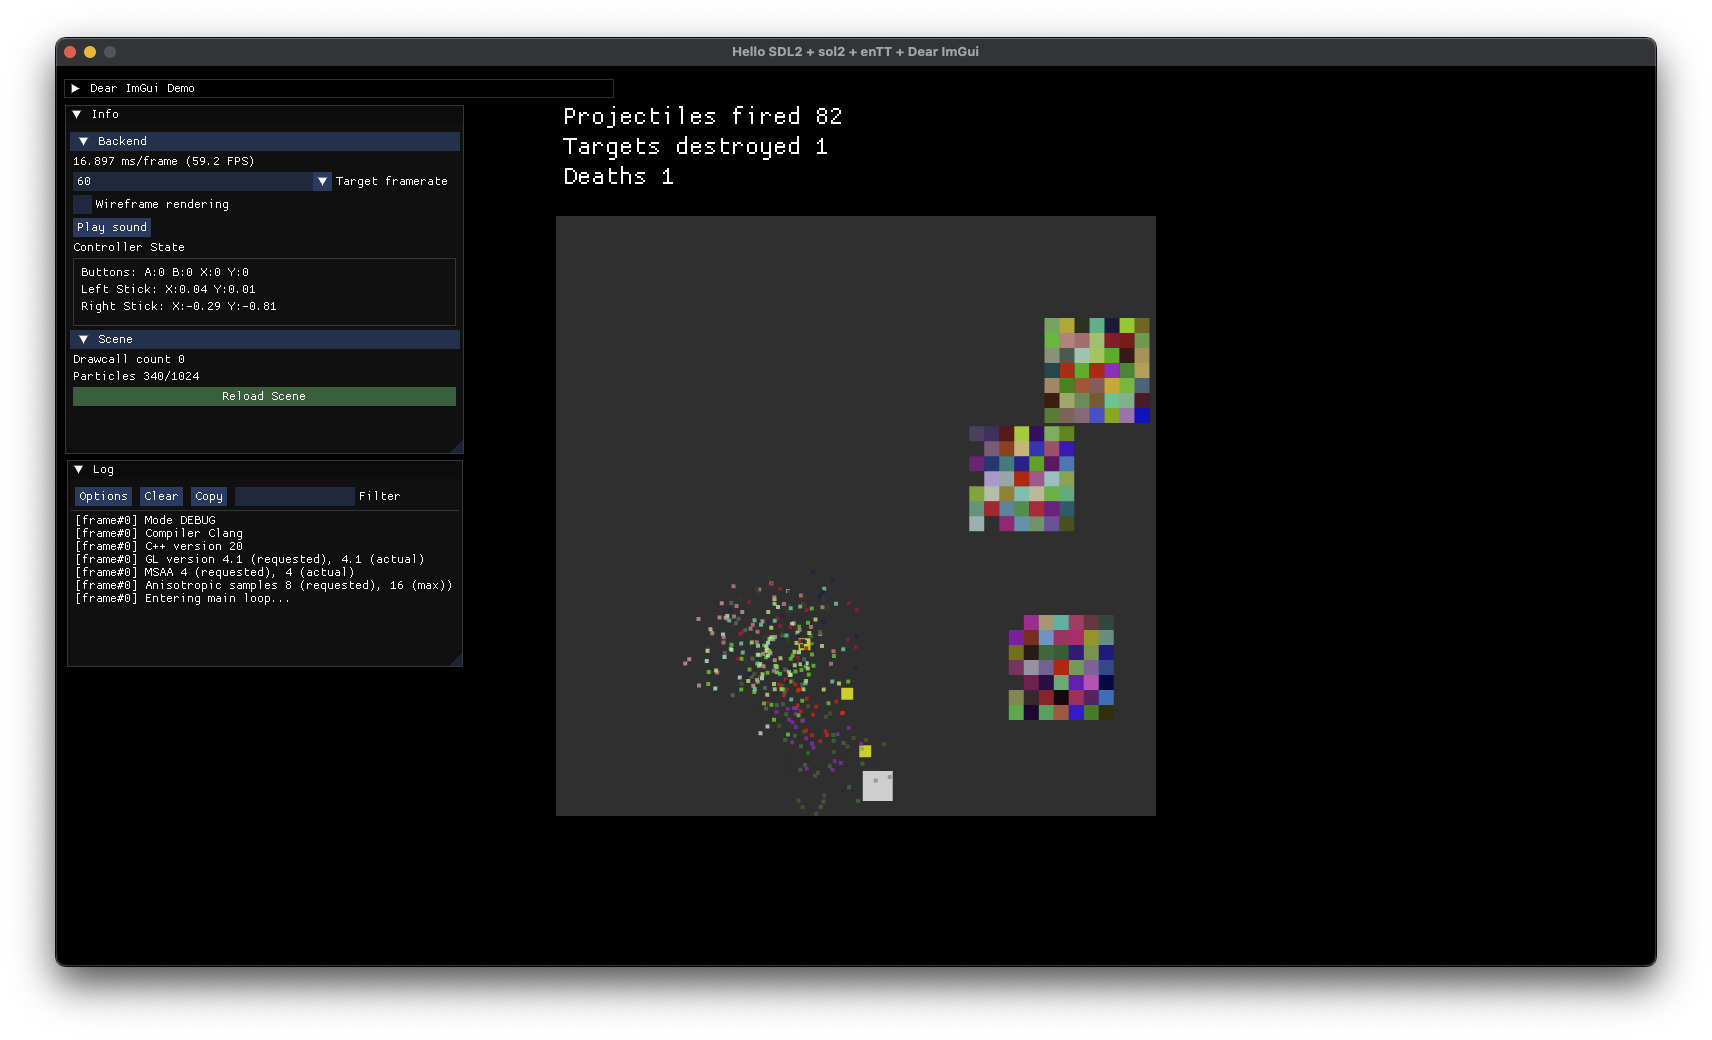 Hello SDL2 + sol2 + enTT + Dear ImGui
Dear ImGui Demo
Info
Backend
16.897 ms/frame (59.2 FPS)
60 Target framerate
Wireframe rendering
Play sound
Controller State
Buttons: A:0 B:0 X:0 Y:0
Left Stick: X:0.04 Y:0.01
Right Stick: X:-0.29 Y:-0.81
Scene
Drawcall count 0
Particles 340/1024
Reload Scene
Log
Options Clear Copy Filter
[frame#0] Mode DEBUG
[frame#0] Compiler Clang
[frame#0] C++ version 20
[frame#0] GL version 4.1 (requested), 4.1 (actual)
[frame#0] MSAA 4 (requested), 4 (actual)
[frame#0] Anisotropic samples 8 (requested), 16 (max))
[frame#0] Entering main loop...
Projectiles fired 82
Targets destroyed 1
Deaths 1